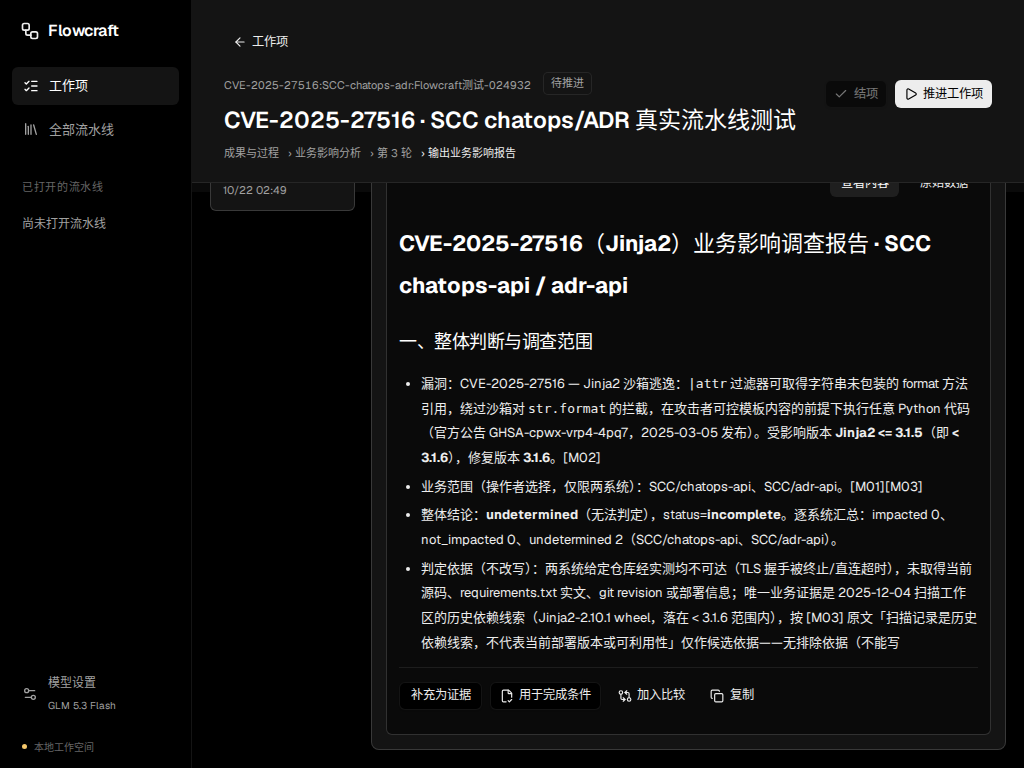 Flowcraft
工作项
全部流水线
已打开的流水线
尚未打开流水线
模型设置
GLM 5.3 Flash
本地工作空间
工作项
CVE-2025-27516:SCC-chatops-adr:Flowcraft测试-024932
待推进
结项
推进工作项
CVE-2025-27516 · SCC chatops/ADR 真实流水线测试
成果与过程 › 业务影响分析 › 第 3 轮 › 输出业务影响报告
10/22 02:49
查看内容
原始数据
CVE-2025-27516（Jinja2）业务影响调查报告 · SCC
chatops-api / adr-api
一、整体判断与调查范围
漏洞：CVE-2025-27516 — Jinja2 沙箱逃逸：|attr 过滤器可取得字符串未包装的 format 方法
引用，绕过沙箱对 str.format 的拦截，在攻击者可控模板内容的前提下执行任意 Python 代码
（官方公告 GHSA-cpwx-vrp4-4pq7，2025-03-05 发布）。受影响版本 Jinja2 <= 3.1.5（即 <
3.1.6），修复版本 3.1.6。[M02]
业务范围（操作者选择，仅限两系统）：SCC/chatops-api、SCC/adr-api。[M01][M03]
整体结论：undetermined（无法判定），status=incomplete。逐系统汇总：impacted 0、
not_impacted 0、undetermined 2（SCC/chatops-api、SCC/adr-api）。
判定依据（不改写）：两系统给定仓库经实测均不可达（TLS 握手被终止/直连超时），未取得当前
源码、requirements.txt 实文、git revision 或部署信息；唯一业务证据是 2025-12-04 扫描工作
区的历史依赖线索（Jinja2-2.10.1 wheel，落在 < 3.1.6 范围内），按 [M03] 原文「扫描记录是历史
依赖线索，不代表当前部署版本或可利用性」仅作候选依据——无排除依据（不能写
补充为证据
用于完成条件
加入比较
复制